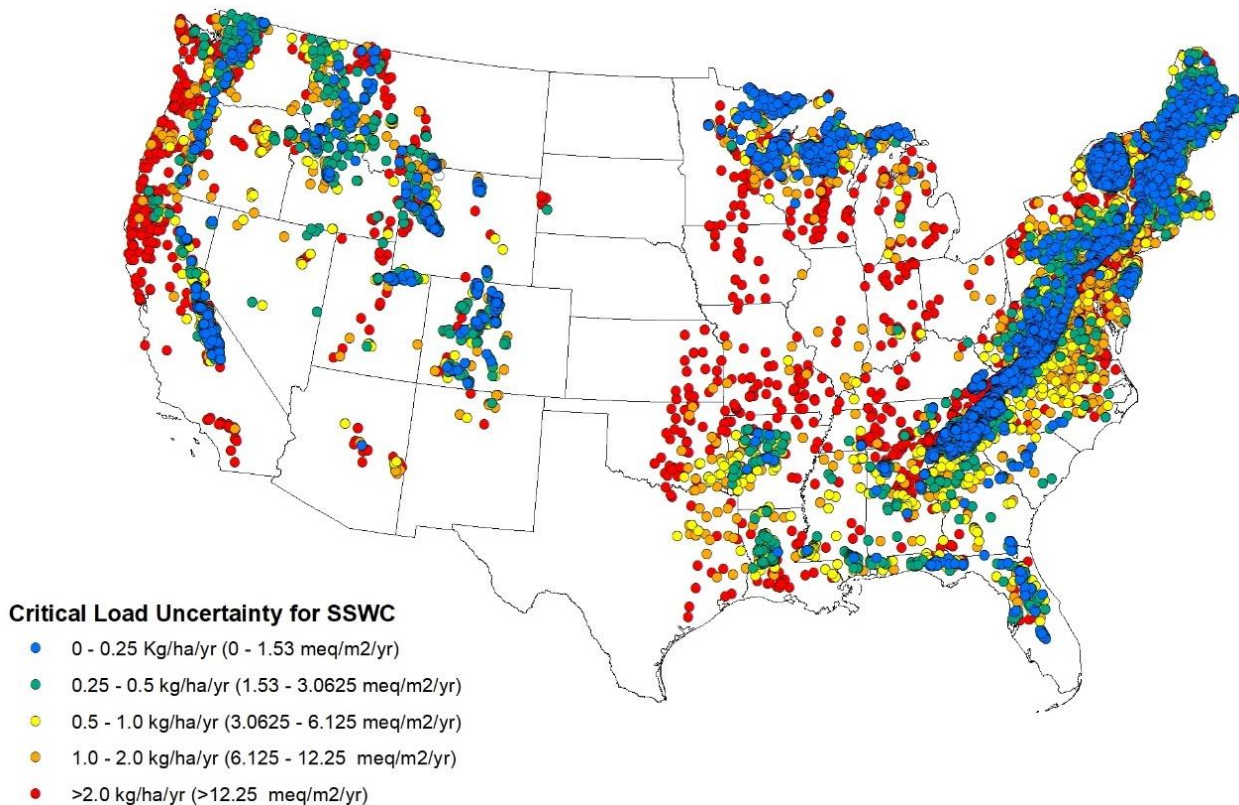 Critical Load Uncertainty for SSWC
0 - 0.25 Kg/ha/yr (0 - 1.53 meq/m2/yr)
0.25 - 0.5 kg/ha/yr (1.53 - 3.0625 meq/m2/yr)
0.5 - 1.0 kg/ha/yr (3.0625 - 6.125 meq/m2/yr)
1.0 - 2.0 kg/ha/yr (6.125 - 12.25  meq/m2/yr)
>2.0 kg/ha/yr (>12.25  meq/m2/yr)